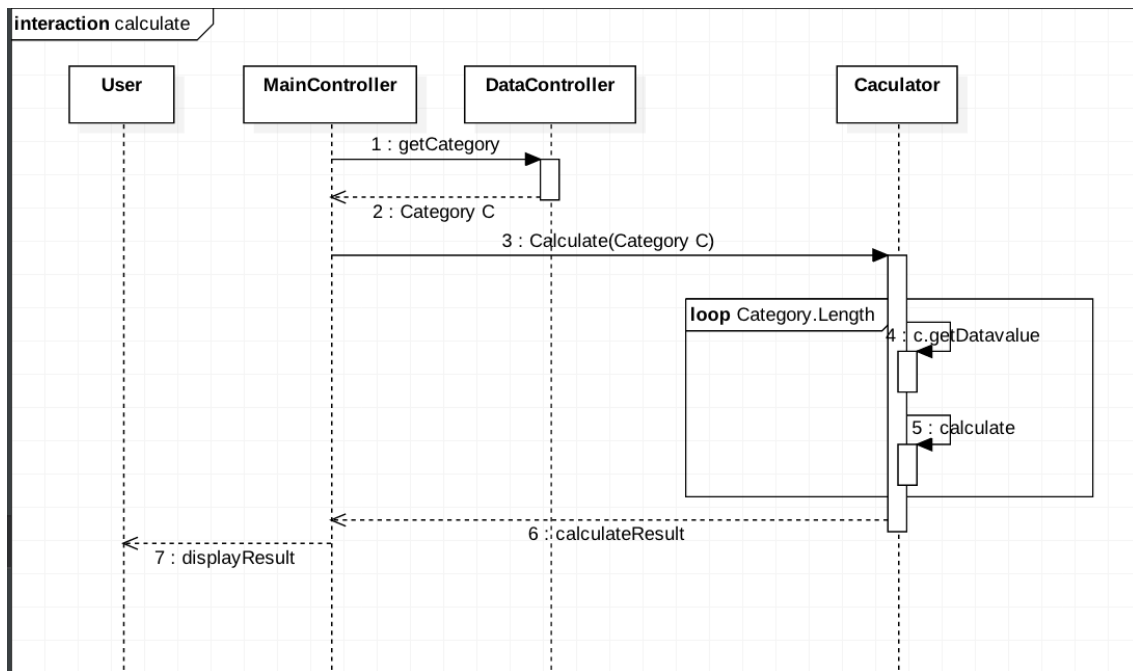 interaction calculate
User
MainController
DataController
Caculator
1 : getCategory
2 : Category C
3 : Calculate(Category C)
loop Category.Length
4 : c.getDatavalue
5 : calculate
6 : calculateResult
7 : displayResult